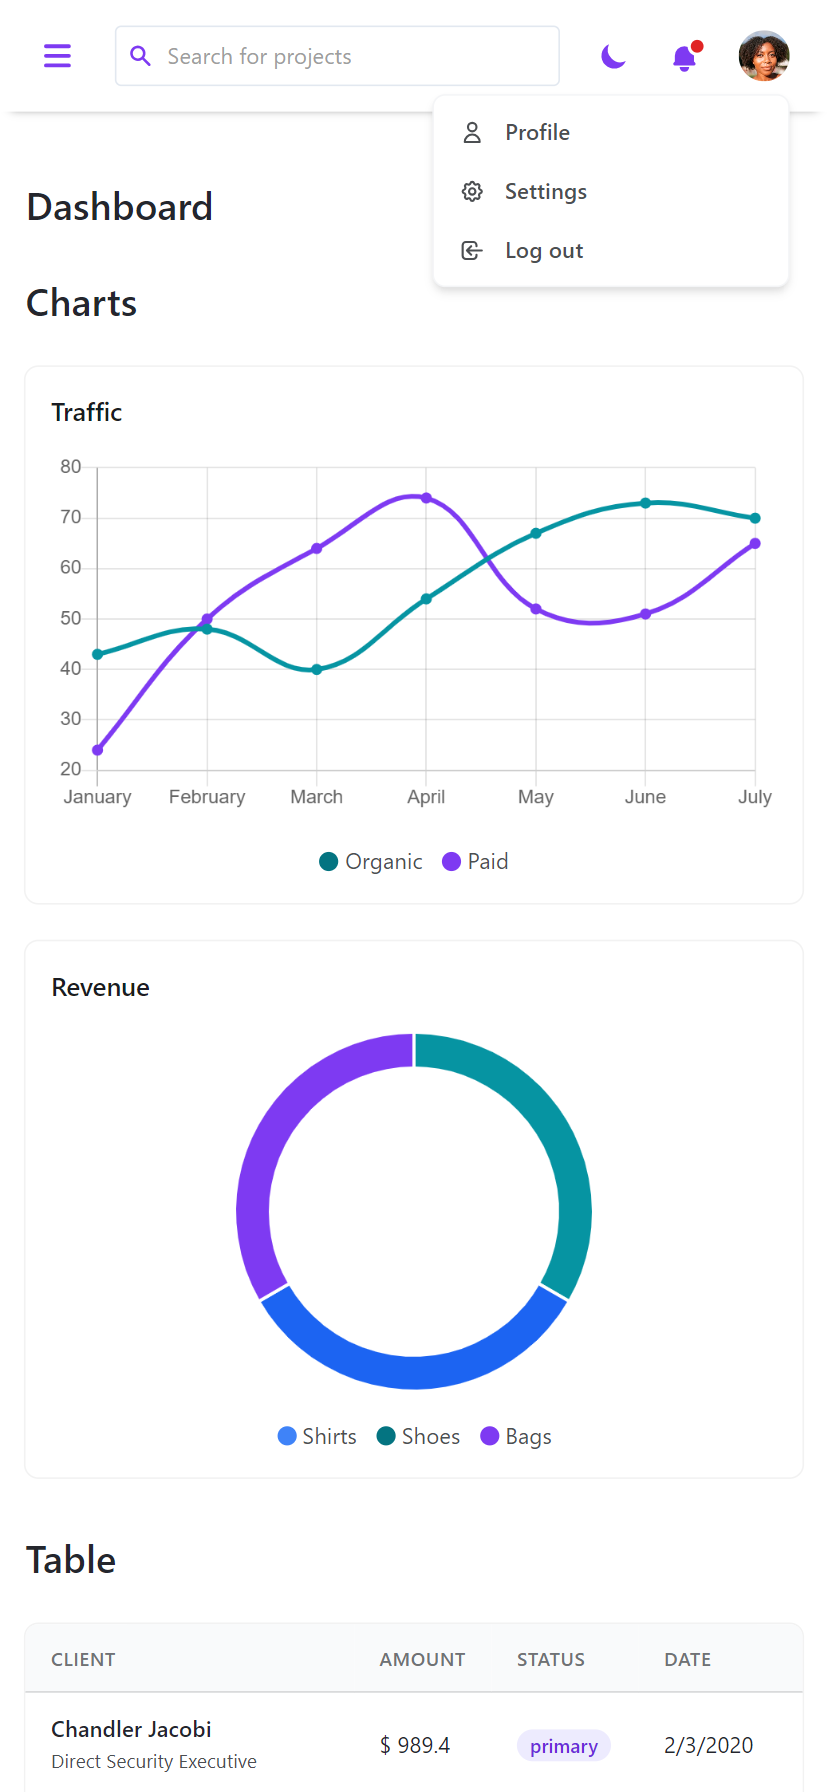 Search for projects
Profile
Settings
Log out
Dashboard
Charts
Traffic
80
70
60
50
40
30
20
January February March April May June July
Organic Paid
Revenue
Shirts Shoes Bags
Table
CLIENT AMOUNT STATUS DATE
Chandler Jacobi
Direct Security Executive
$ 989.4 primary 2/3/2020